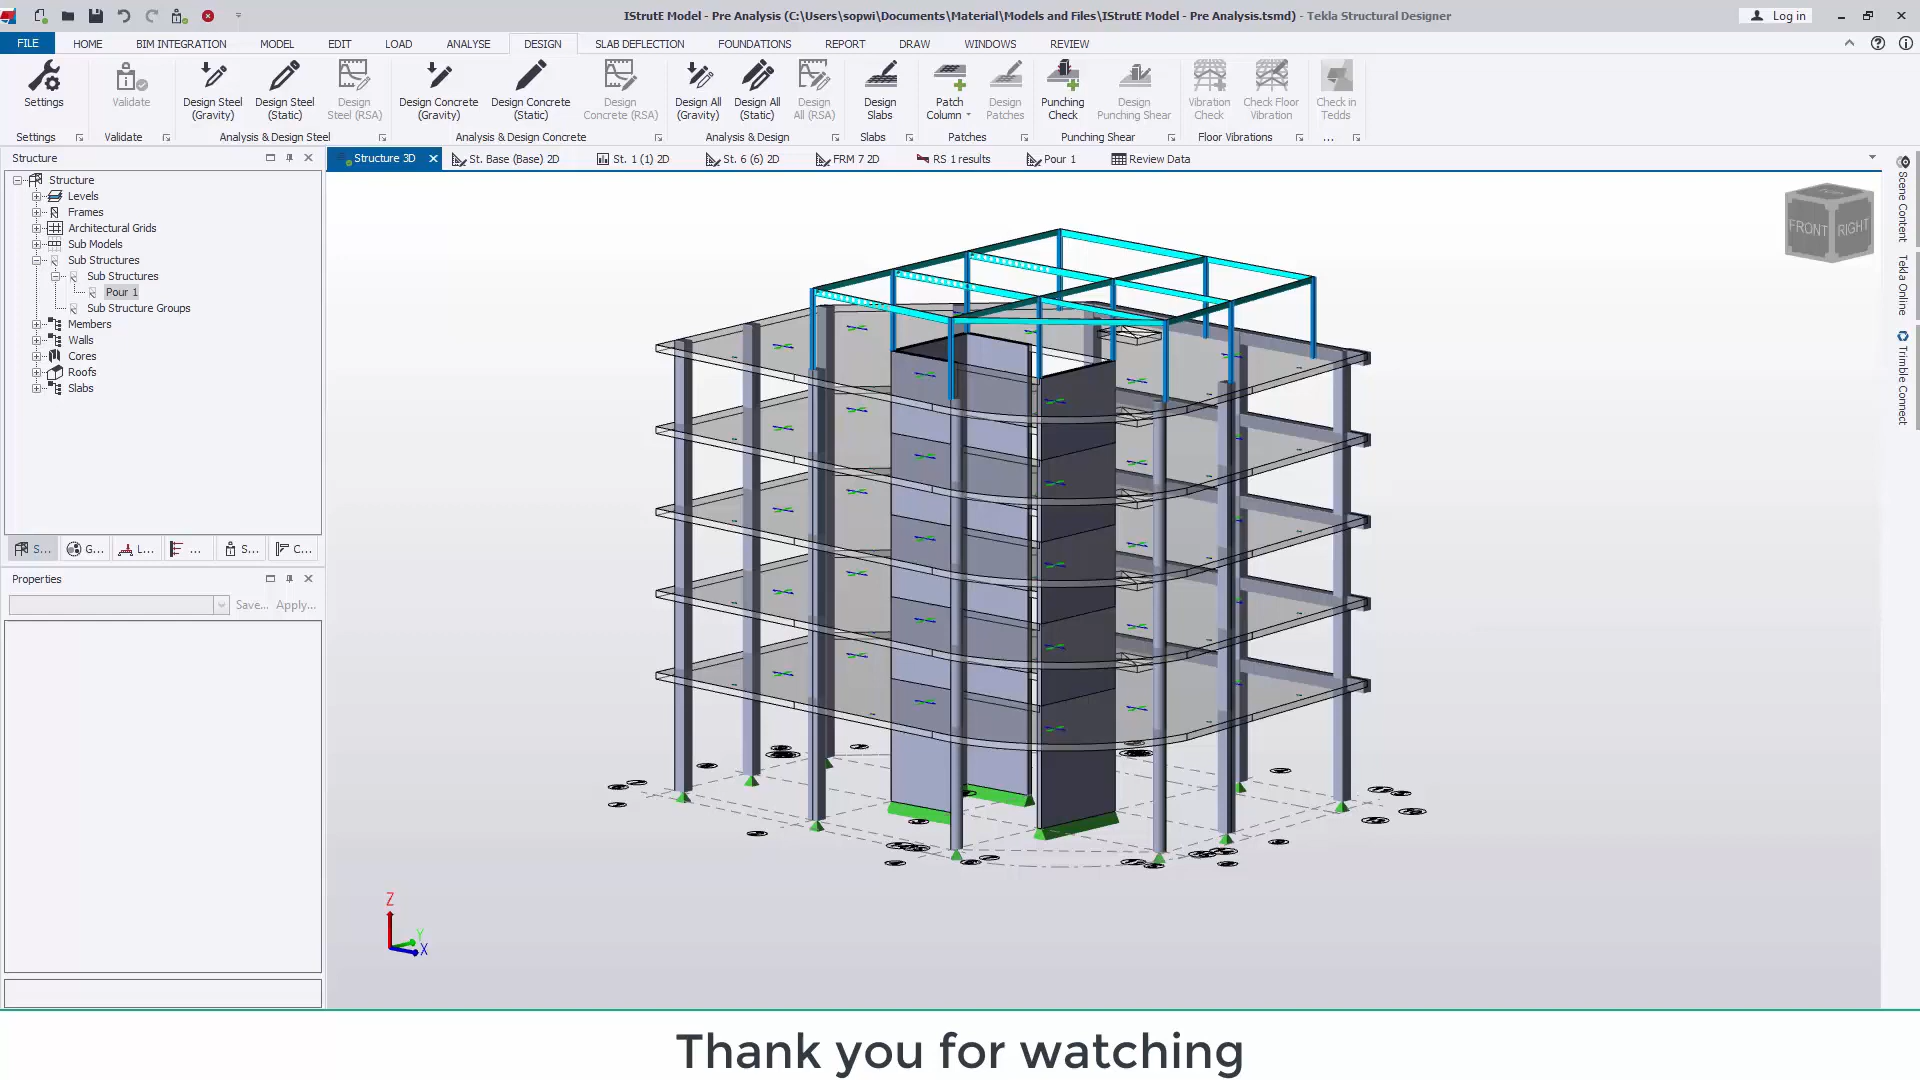 IStrutE Model - Pre Analysis (C:\Users\sopwi\Documents\Material\Models and Files\IStrutE Model - Pre Analysis.tsmd) - Tekla Structural Designer
Log in
FILE HOME BIM INTEGRATION MODEL EDIT LOAD ANALYSE DESIGN SLAB DEFLECTION FOUNDATIONS REPORT DRAW WINDOWS REVIEW
Settings
Validate
Design Steel (Gravity)
Design Steel (Static)
Design Steel (RSA)
Design Concrete (Gravity)
Design Concrete (Static)
Design Concrete (RSA)
Design All (Gravity)
Design All (Static)
Design All (RSA)
Design Slabs
Patch Column
Design Patches
Punching Check
Design Punching Shear
Vibration Check
Check Floor Vibration
Check in Tedds
Settings Validate Analysis & Design Steel Analysis & Design Concrete Analysis & Design Slabs Patches Punching Shear Floor Vibrations ...
Structure
Structure 3D St. Base (Base) 2D St. 1 (1) 2D St. 6 (6) 2D FRM 7 2D RS 1 results Pour 1 Review Data
Structure
Levels
Frames
Architectural Grids
Sub Models
Sub Structures
Sub Structures
Pour 1
Sub Structure Groups
Members
Walls
Cores
Roofs
Slabs
S... G... L... ... S... C...
Properties
Save... Apply...
FRONT RIGHT
Scene Content
Tekla Online
Trimble Connect
Z
Y
X
Thank you for watching